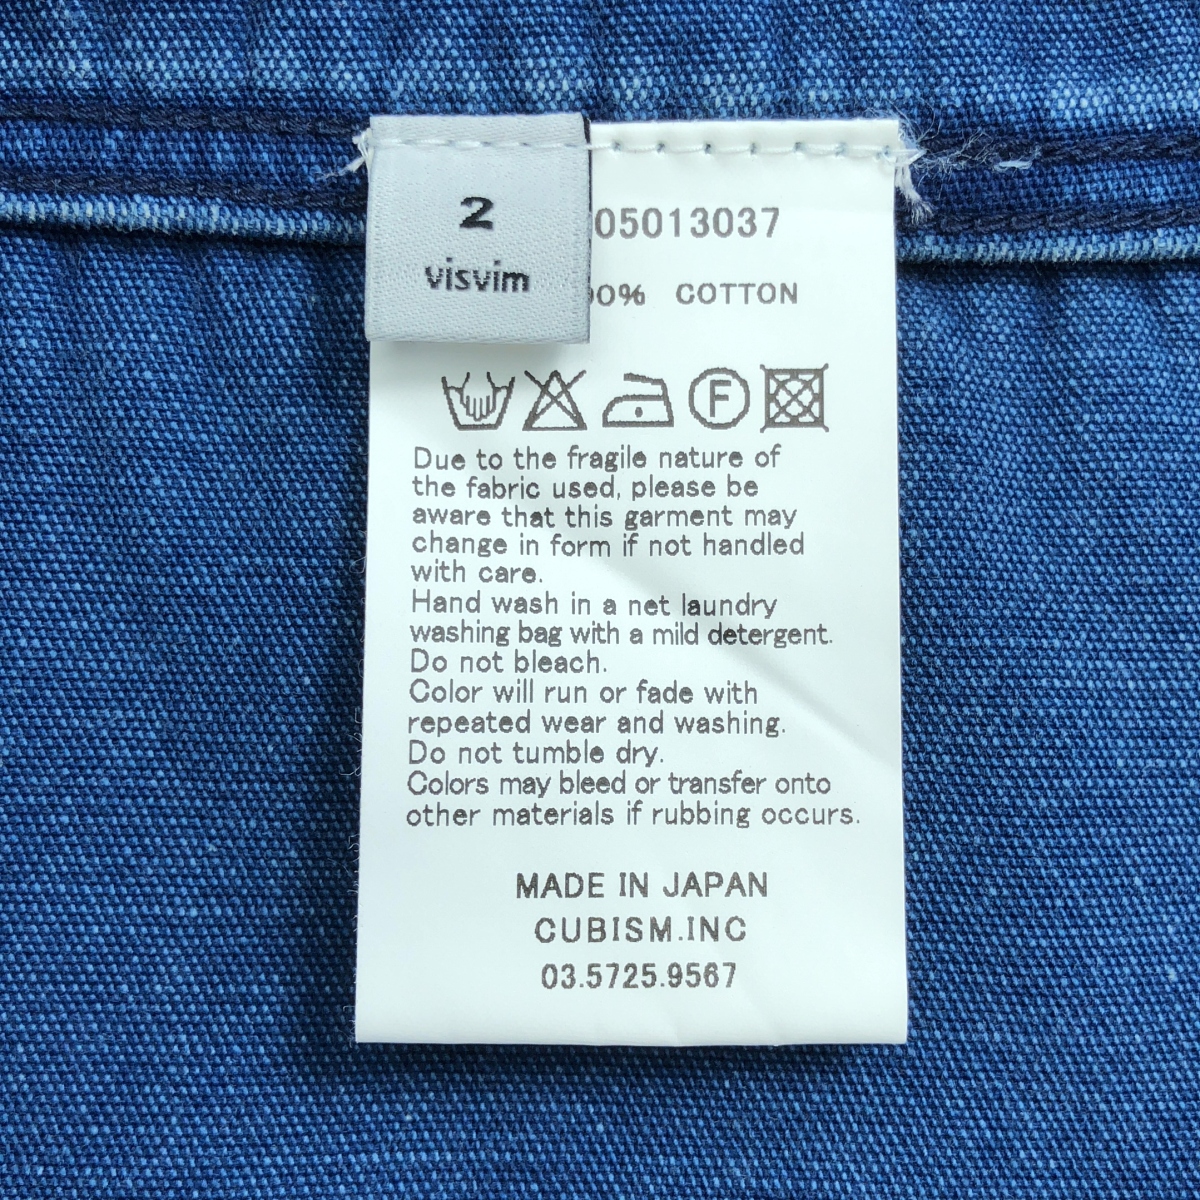 2
visvim
05013037
00% COTTON
F
Due to the fragile nature of
the fabric used, please be
aware that this garment may
change in form if not handled
with care.
Hand wash in a net laundry
washing bag with a mild detergent.
Do not bleach.
Color will run or fade with
repeated wear and washing.
Do not tumble dry.
Colors may bleed or transfer onto
other materials if rubbing occurs.
MADE IN JAPAN
CUBISM.INC
03.5725.9567